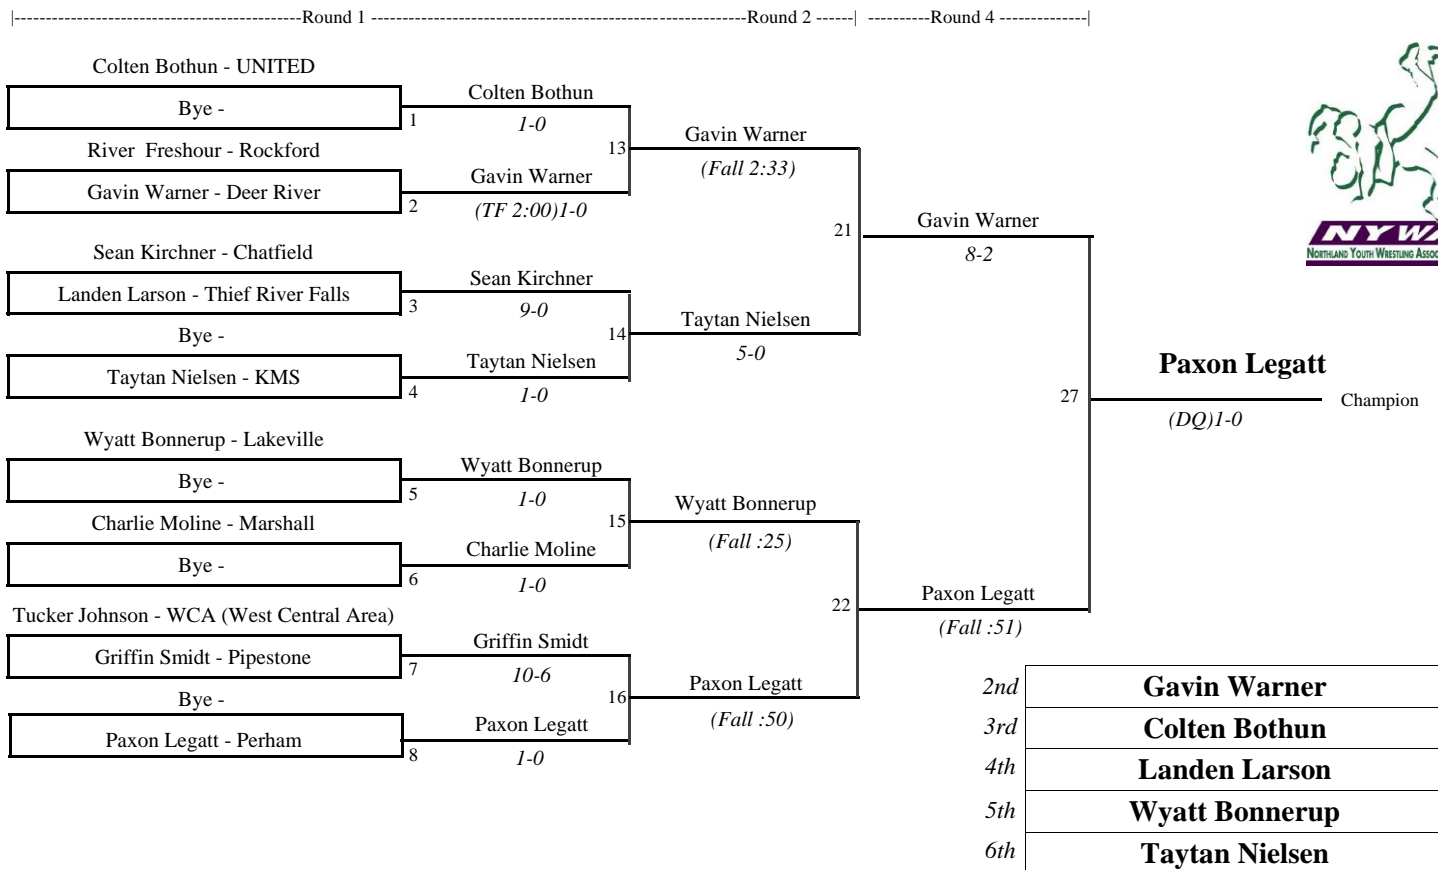 |-----------------------------------------------Round 1 -------------------------------------------------------------Round 2 ------| ----------Round 4 --------------|
Colten Bothun - UNITED
Bye -
1
Colten Bothun
1-0
River  Freshour - Rockford
Gavin Warner - Deer River
2
Gavin Warner
(TF 2:00)1-0
13
Gavin Warner
(Fall 2:33)
Sean Kirchner - Chatfield
Landen Larson - Thief River Falls
3
Sean Kirchner
9-0
Bye -
Taytan Nielsen - KMS
4
Taytan Nielsen
1-0
14
Taytan Nielsen
5-0
21
Gavin Warner
8-2
Wyatt Bonnerup - Lakeville
Bye -
5
Wyatt Bonnerup
1-0
Charlie Moline - Marshall
Bye -
6
Charlie Moline
1-0
15
Wyatt Bonnerup
(Fall :25)
Tucker Johnson - WCA (West Central Area)
Griffin Smidt - Pipestone
7
Griffin Smidt
10-6
Bye -
Paxon Legatt - Perham
8
Paxon Legatt
1-0
16
Paxon Legatt
(Fall :50)
22
Paxon Legatt
(Fall :51)
27
Paxon Legatt
(DQ)1-0
Champion
NYWA
NORTHLAND YOUTH WRESTLING ASSOC
2nd Gavin Warner
3rd Colten Bothun
4th Landen Larson
5th Wyatt Bonnerup
6th Taytan Nielsen